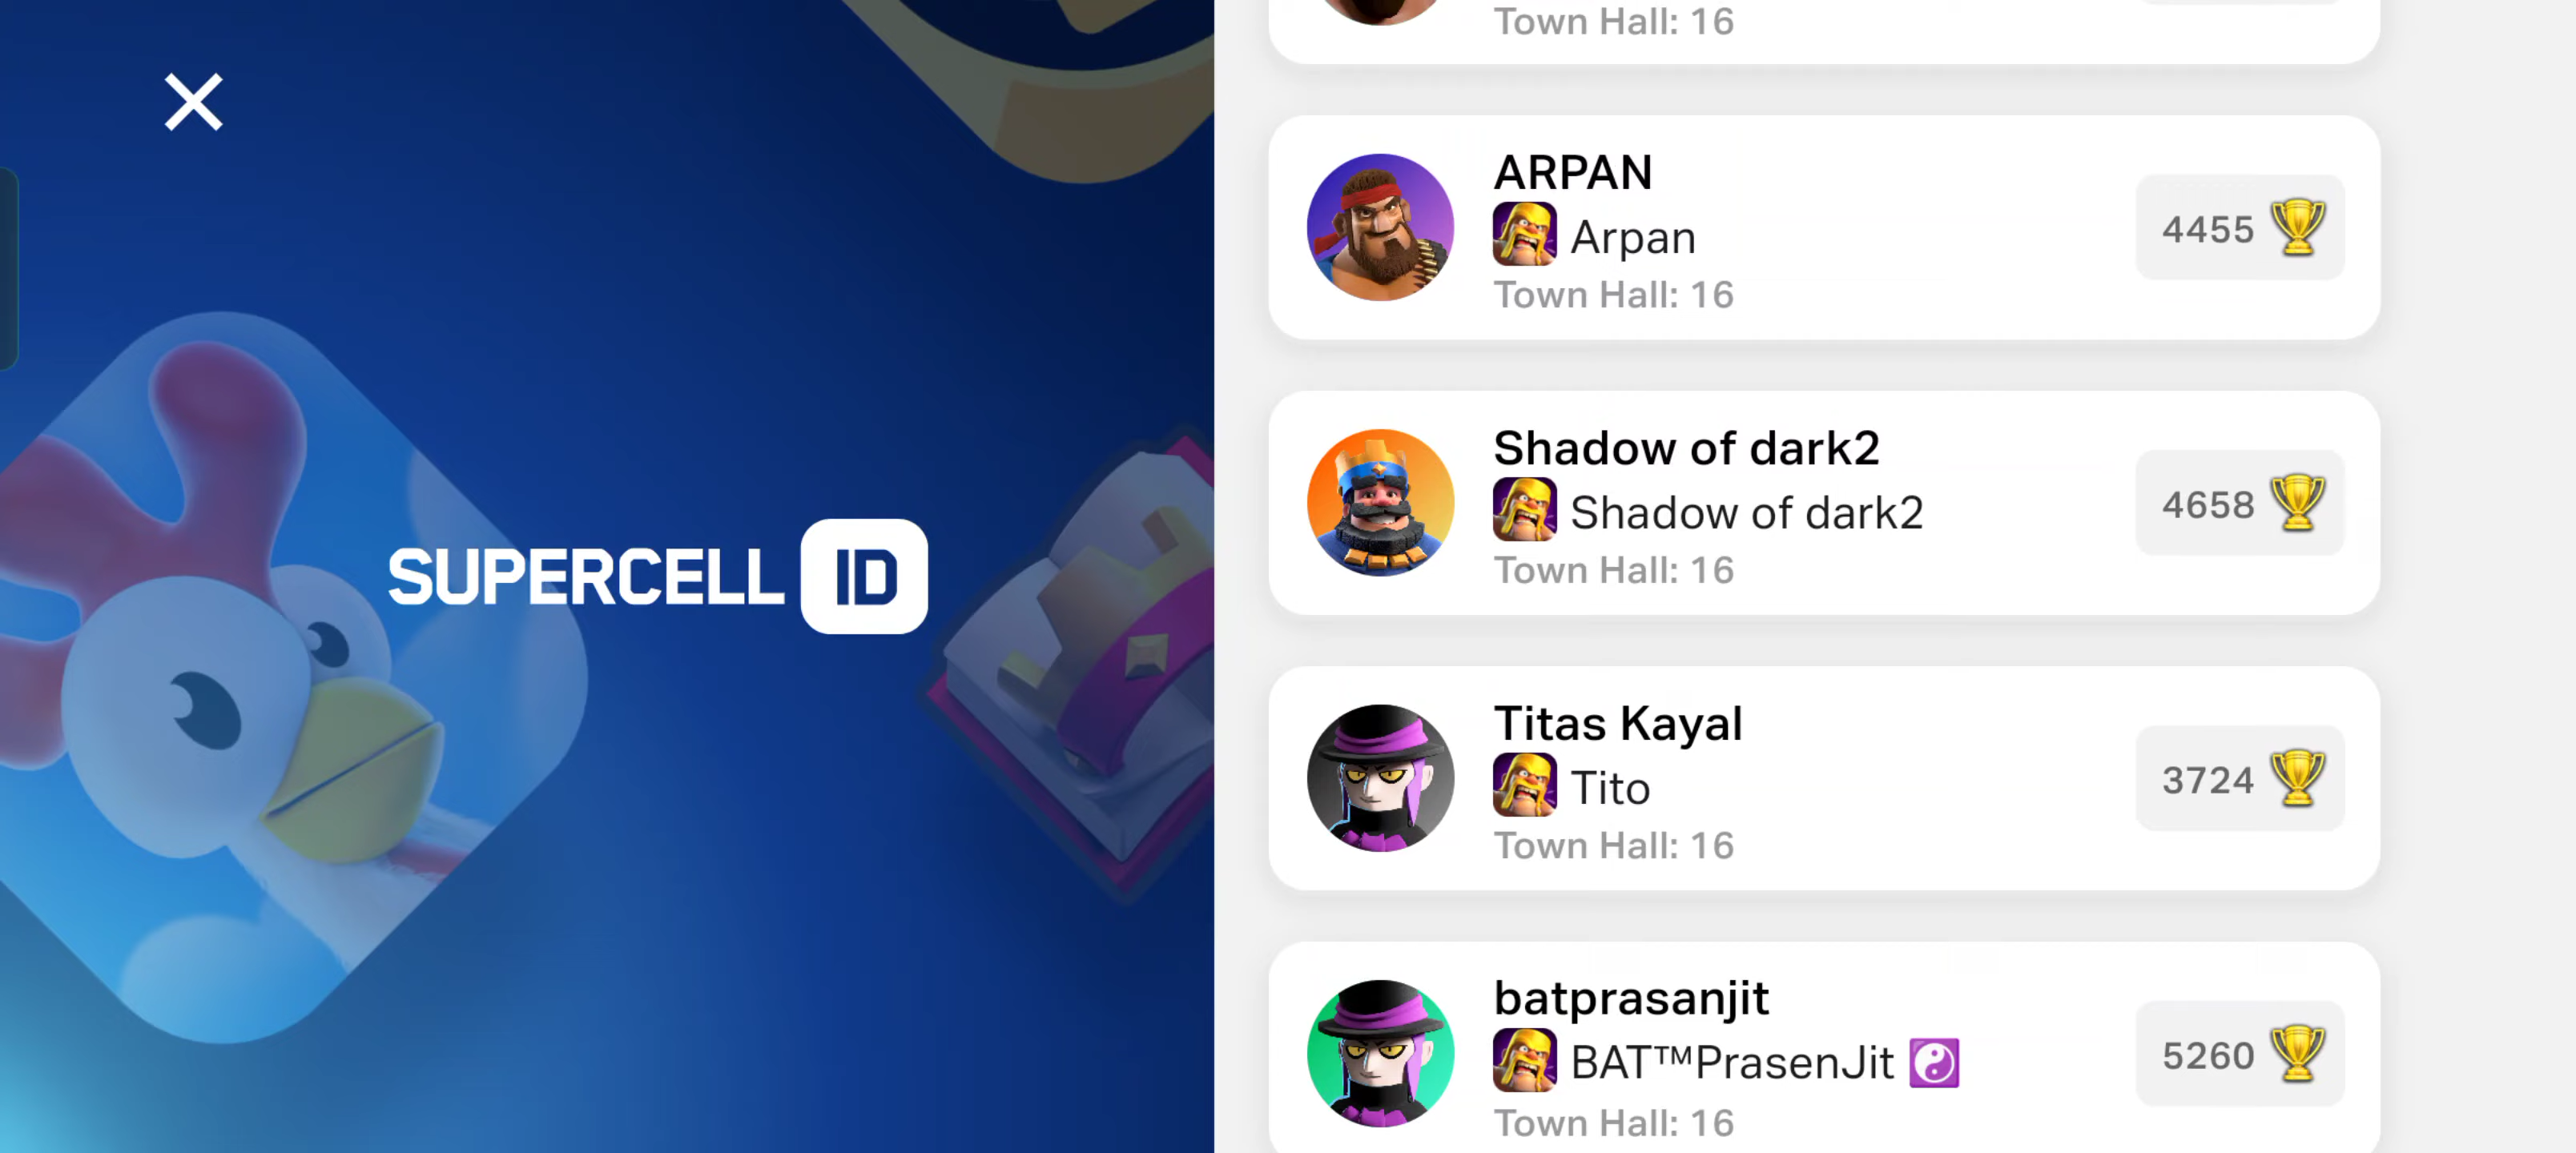 SUPERCELL ID
Town Hall: 16
ARPAN
Arpan
Town Hall: 16
4455
Shadow of dark2
Shadow of dark2
Town Hall: 16
4658
Titas Kayal
Tito
Town Hall: 16
3724
batprasanjit
BAT™PrasenJit ☯️
Town Hall: 16
5260